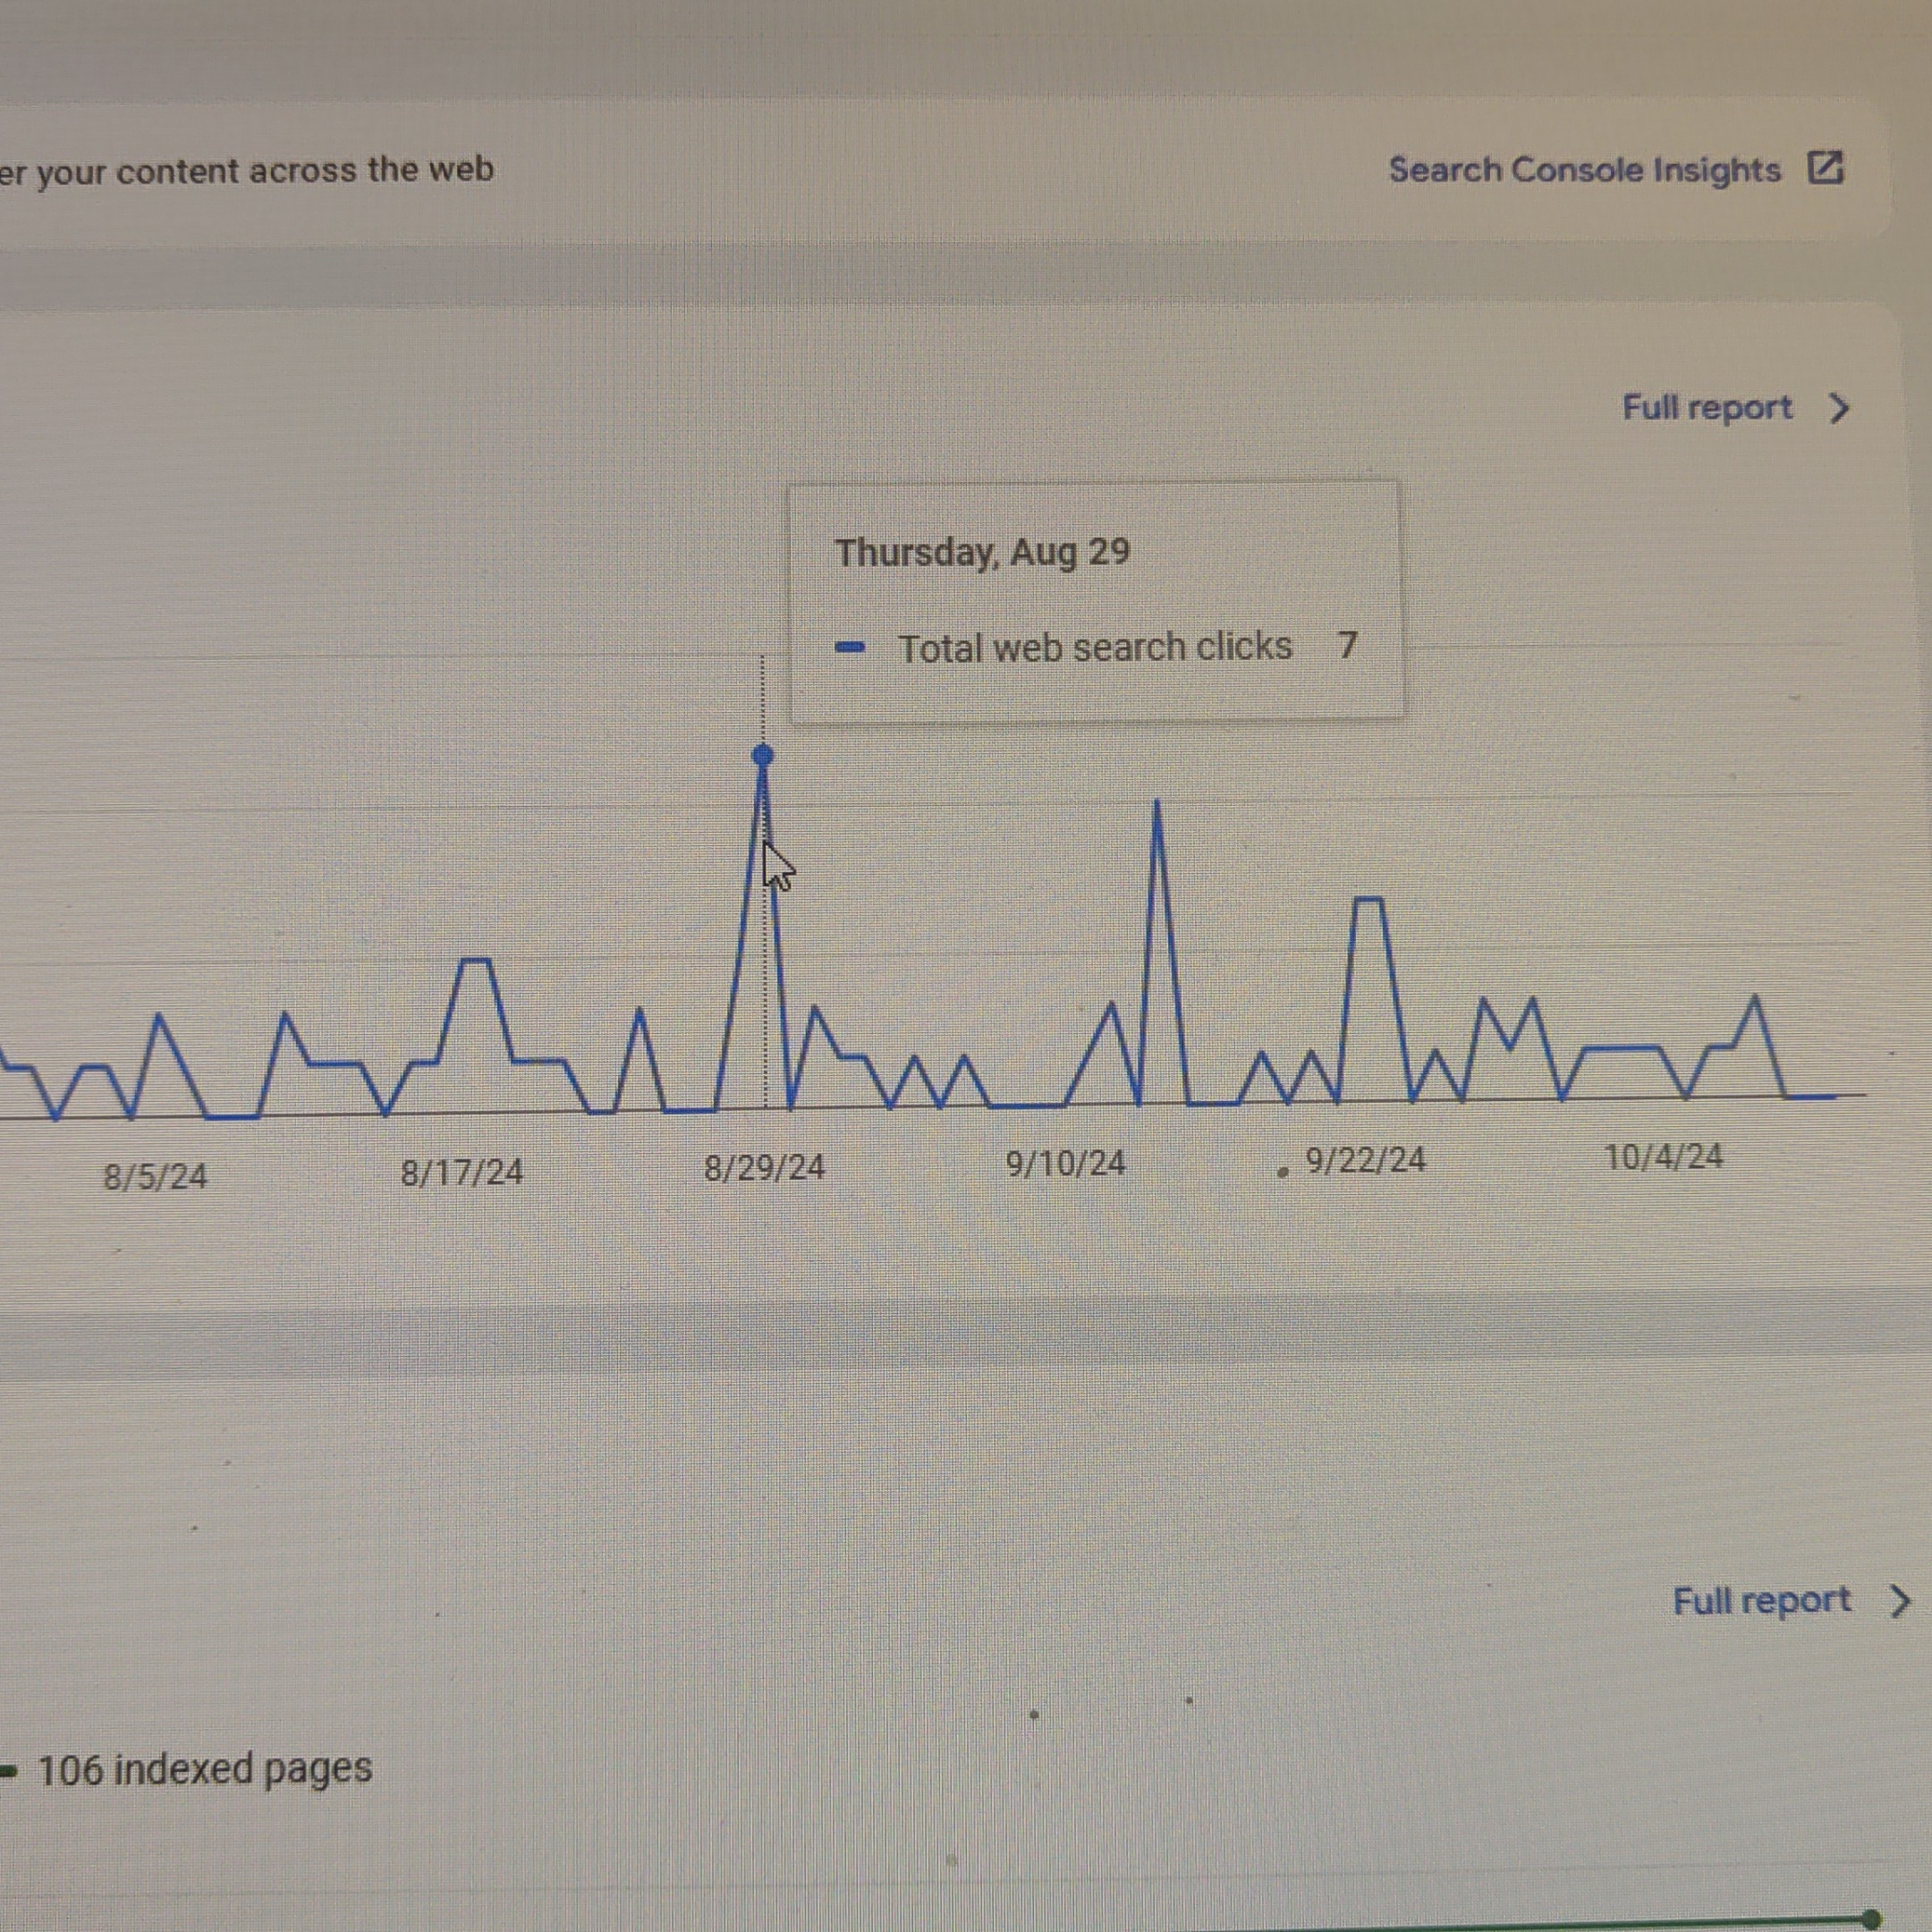 er your content across the web
Search Console Insights
Full report
Thursday, Aug 29
Total web search clicks 7
8/5/24 8/17/24 8/29/24 9/10/24 9/22/24 10/4/24
Full report
106 indexed pages